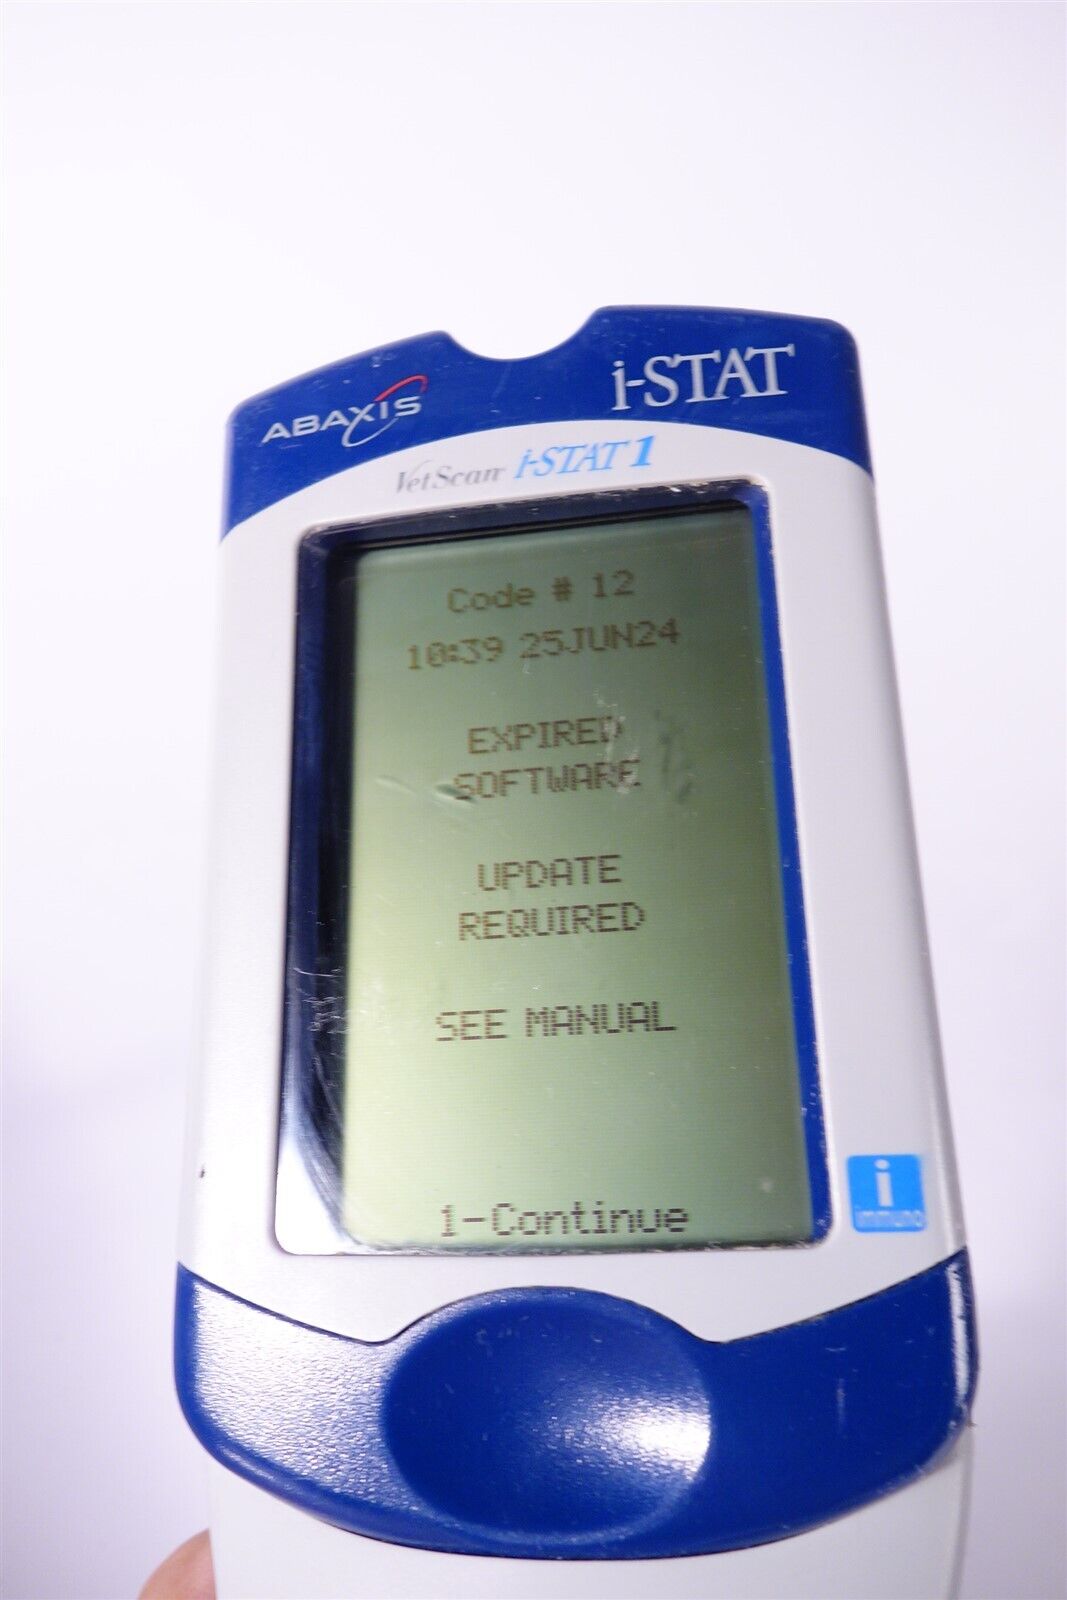 ABAXIS
i-STAT
VetScan i-STAT 1
Code # 12
10:39 25JUN24
EXPIRED
SOFTWARE
UPDATE
REQUIRED
SEE MANUAL
i
immuno
1-Continue